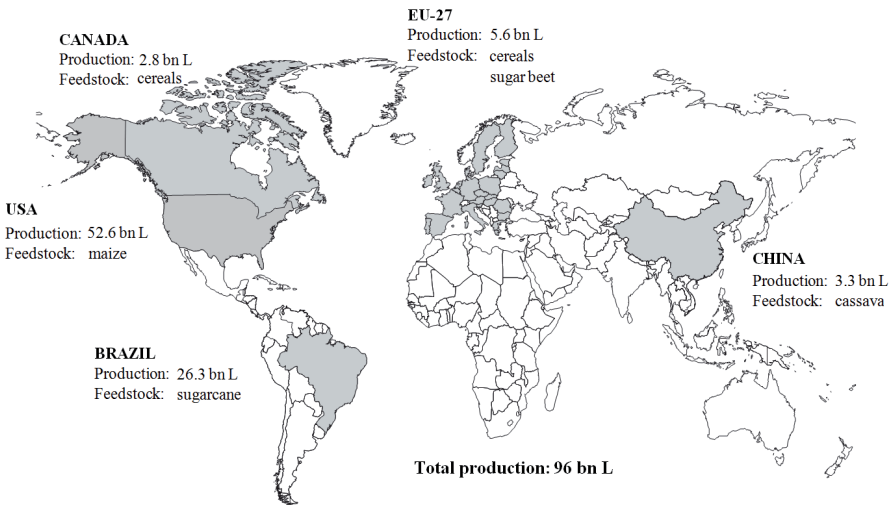 EU-27
Production: 5.6 bn L
Feedstock: cereals
sugar beet
CANADA
Production: 2.8 bn L
Feedstock: cereals
USA
Production: 52.6 bn L
Feedstock: maize
CHINA
Production: 3.3 bn L
Feedstock: cassava
BRAZIL
Production: 26.3 bn L
Feedstock: sugarcane
Total production: 96 bn L